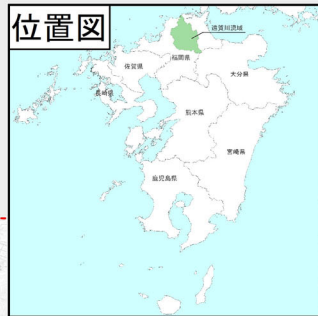 位置図
遠賀川流域
福岡県
佐賀県
大分県
長崎県
熊本県
宮崎県
鹿児島県